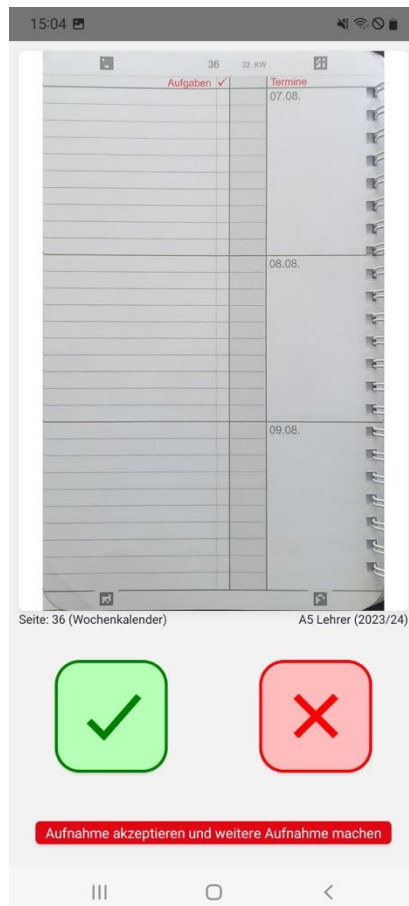 15:04
36 32. KW
Aufgaben ✓ Termine
07.08.
08.08.
09.08.
Seite: 36 (Wochenkalender) A5 Lehrer (2023/24)
Aufnahme akzeptieren und weitere Aufnahme machen